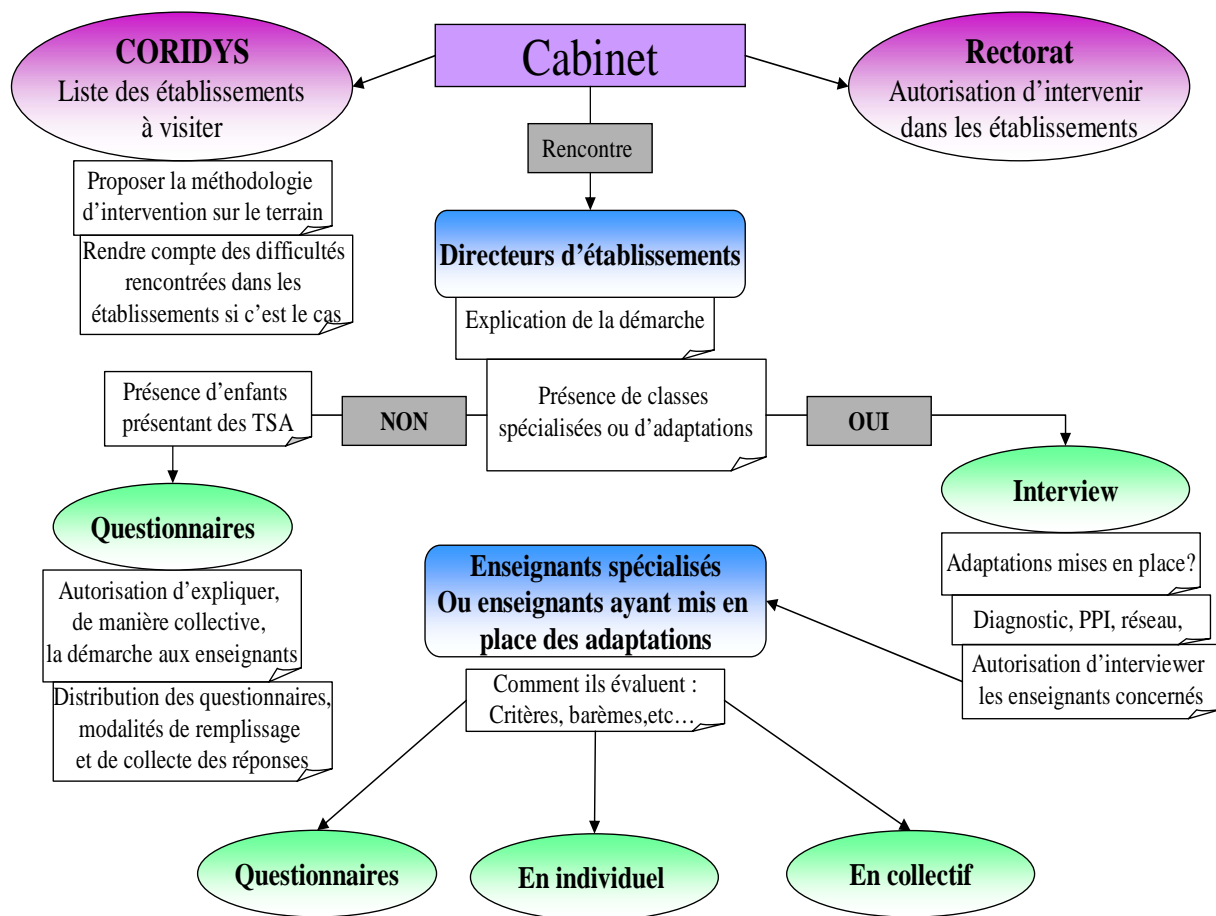 CORIDYS
Liste des établissements
à visiter
Cabinet
Rectorat
Autorisation d’intervenir
dans les établissements
Rencontre
Proposer la méthodologie
d’intervention sur le terrain
Rendre compte des difficultés
rencontrées dans les
établissements si c’est le cas
Directeurs d’établissements
Explication de la démarche
Présence d’enfants
présentant des TSA
NON
Présence de classes
spécialisées ou d’adaptations
OUI
Questionnaires
Interview
Autorisation d’expliquer,
de manière collective,
la démarche aux enseignants
Distribution des questionnaires,
modalités de remplissage
et de collecte des réponses
Enseignants spécialisés
Ou enseignants ayant mis en
place des adaptations
Adaptations mises en place?
Diagnostic, PPI, réseau,
Autorisation d’interviewer
les enseignants concernés
Comment ils évaluent :
Critères, barèmes,etc…
Questionnaires
En individuel
En collectif